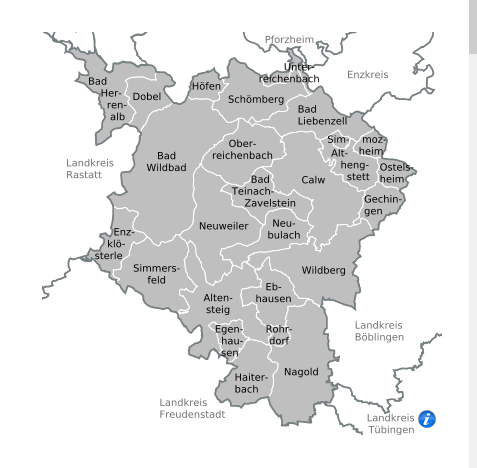 Pforzheim
Enzkreis
Unter-
reichenbach
Bad
Her-
ren-
alb
Dobel
Höfen
Schömberg
Bad
Liebenzell
Sim-
moz-
heim
Ober-
reichenbach
Alt-
heng-
stett
Ostels-
heim
Landkreis
Rastatt
Bad
Wildbad
Bad
Teinach-
Zavelstein
Calw
Gechin-
gen
Enz-
klö-
sterle
Neuweiler
Neu-
bulach
Simmers-
feld
Wildberg
Alten-
steig
Eb-
hausen
Egen-
hau-
sen
Rohr-
dorf
Landkreis
Böblingen
Haiter-
bach
Nagold
Landkreis
Freudenstadt
Landkreis
Tübingen
i